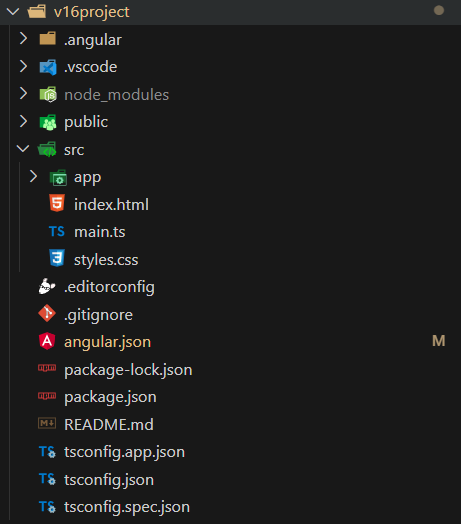 v16project
.angular
.vscode
node_modules
public
src
app
index.html
TS main.ts
styles.css
.editorconfig
.gitignore
angular.json M
package-lock.json
package.json
README.md
TS tsconfig.app.json
TS tsconfig.json
TS tsconfig.spec.json